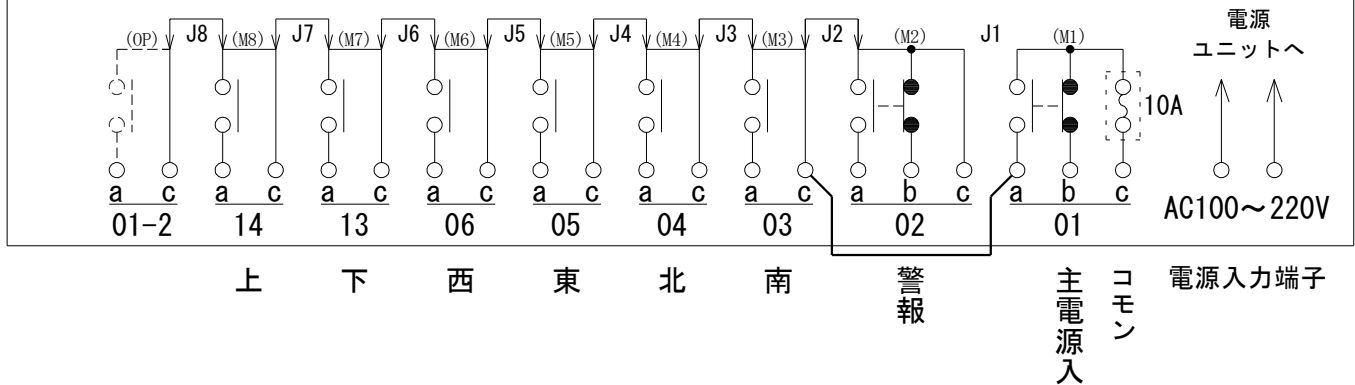 電源
ユニットへ
(OP) J8 (M8) J7 (M7) J6 (M6) J5 (M5) J4 (M4) J3 (M3) J2 (M2) J1 (M1)
10A
a c a c a c a c a c a c a c a b c a b c
01-2 14 13 06 05 04 03 02 01 AC100～220V
上 下 西 東 北 南 警報 主電源入 コモン 電源入力端子